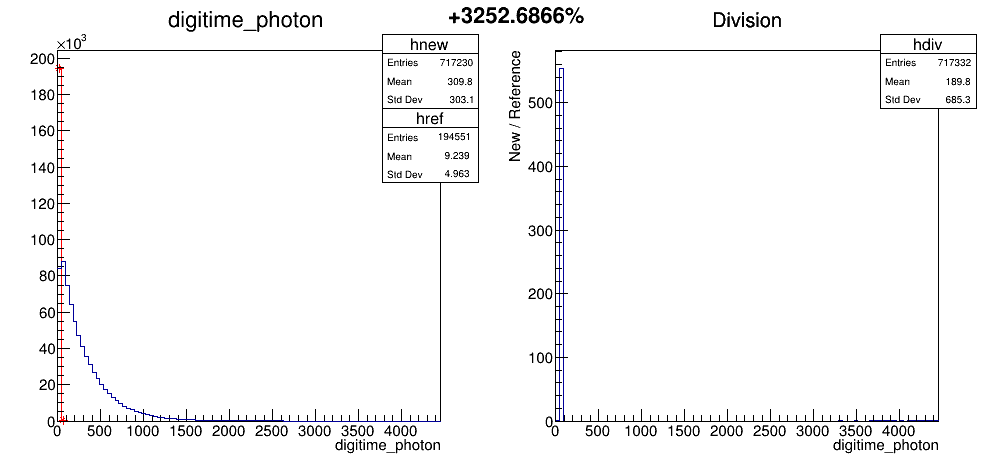 digitime_photon
+3252.6866%
Division
×10³
hnew
Entries 717230
Mean 309.8
Std Dev 303.1
href
Entries 194551
Mean 9.239
Std Dev 4.963
200
180
160
140
120
100
80
60
40
20
0
0 500 1000 1500 2000 2500 3000 3500 4000
digitime_photon
hdiv
Entries 717332
Mean 189.8
Std Dev 685.3
New / Reference
500
400
300
200
100
0
0 500 1000 1500 2000 2500 3000 3500 4000
digitime_photon